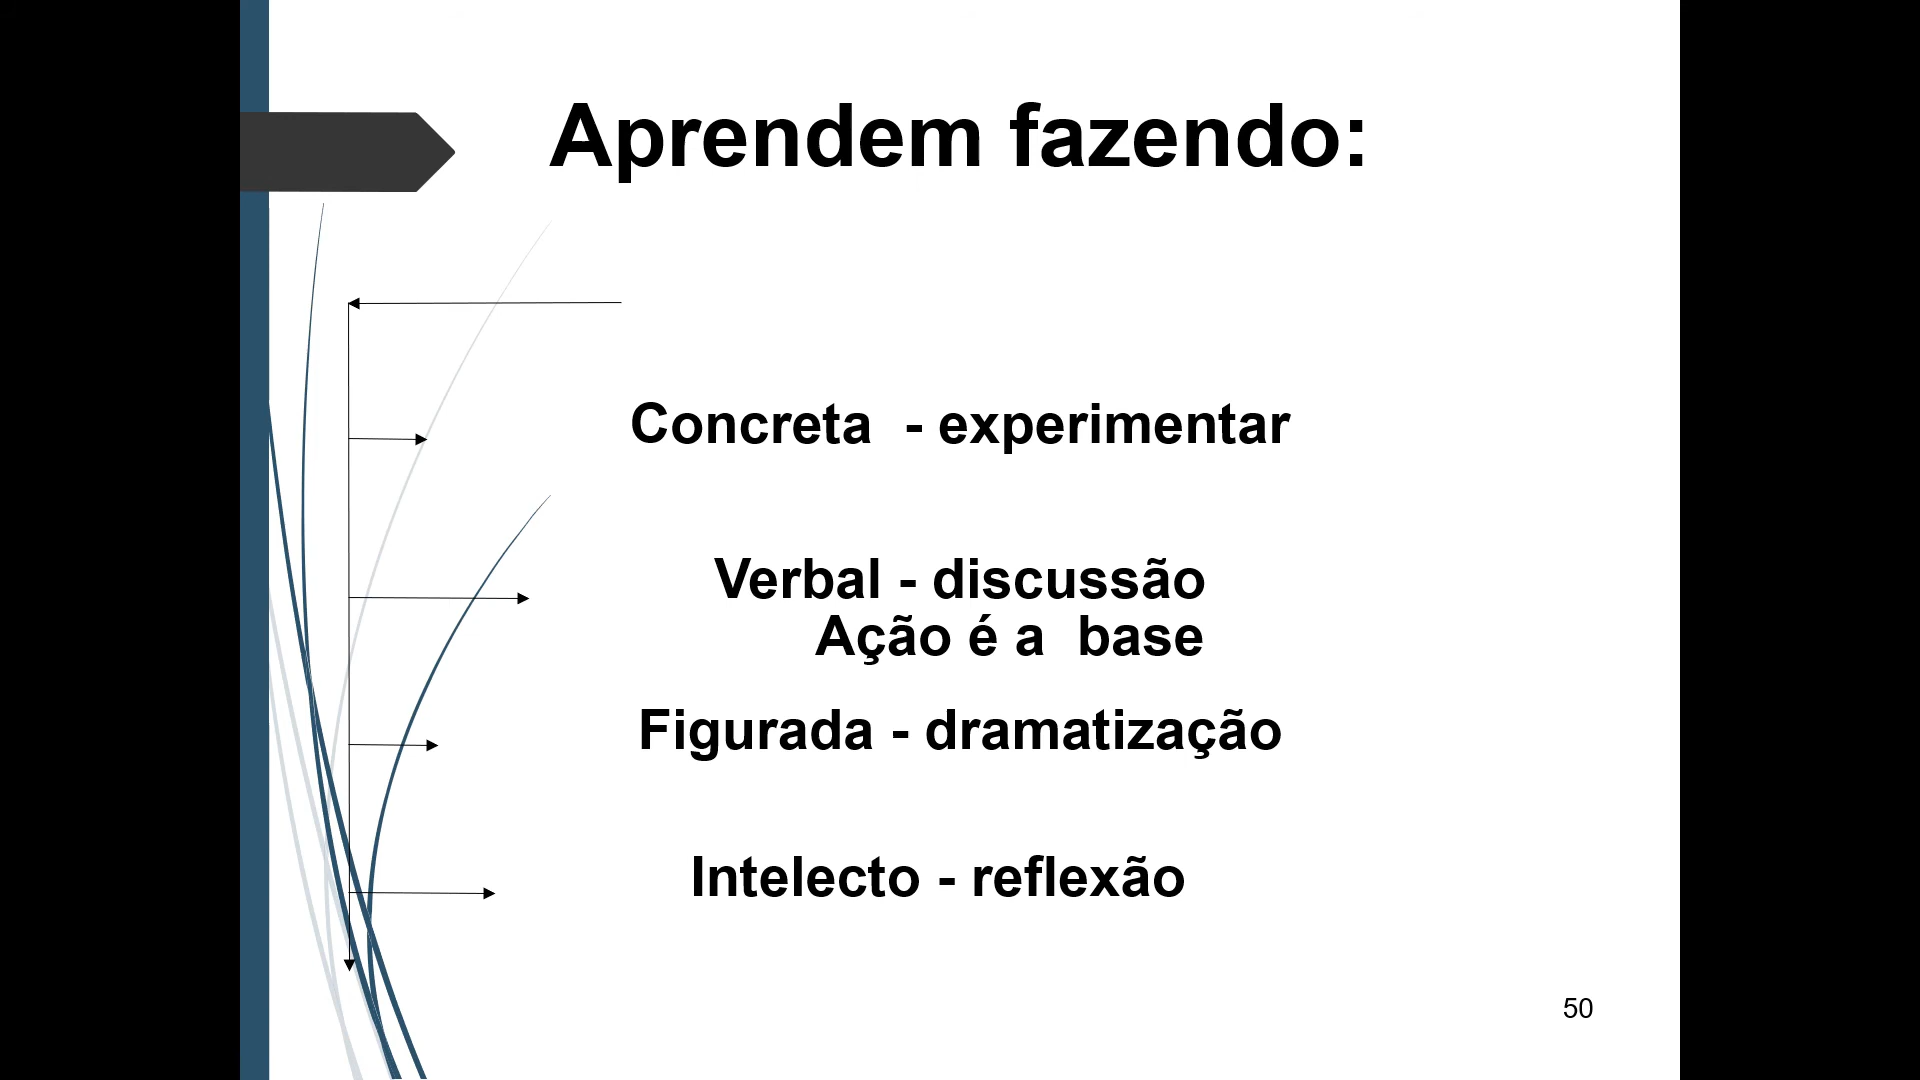 Aprendem fazendo:
Concreta  - experimentar
Verbal - discussão
Ação é a  base
Figurada - dramatização
Intelecto - reflexão
50